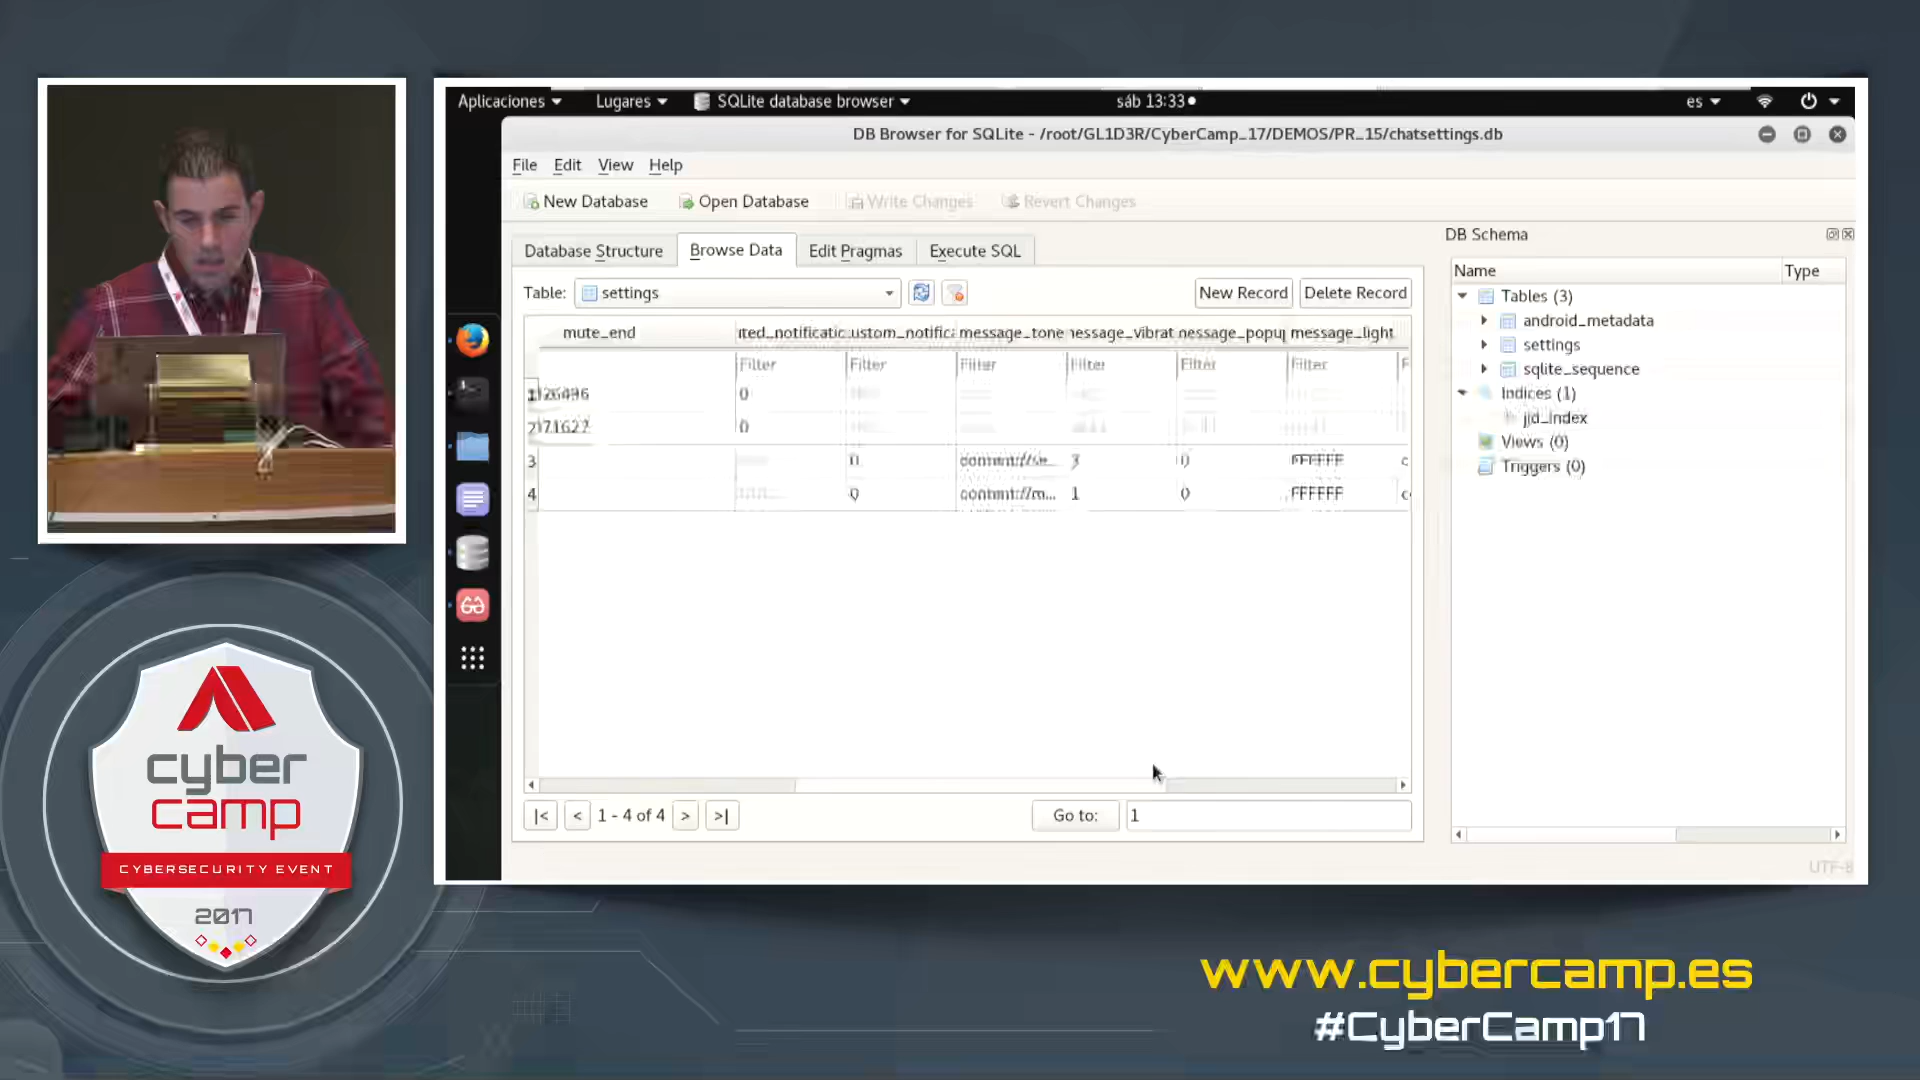 Aplicaciones Lugares SQLite database browser sáb 13:33 es
DB Browser for SQLite - /root/GL1D3R/CyberCamp_17/DEMOS/PR_15/chatsettings.db
File Edit View Help
New Database Open Database Write Changes Revert Changes
DB Schema
Database Structure Browse Data Edit Pragmas Execute SQL
Name Type
Table: settings New Record Delete Record
Tables (3)
android_metadata
settings
sqlite_sequence
Indices (1)
jid_index
Views (0)
Triggers (0)
mute_end message_tone message_light
Filter Filter Filter Filter Filter Filter F
0
0
3 0 3 0 FFFFFF
4 0 content://m... 1 0 FFFFFF
|< < 1 - 4 of 4 > >| Go to: 1
UTF-8
cyber
camp
CYBERSECURITY EVENT
2017
www.cybercamp.es
#CyberCamp17